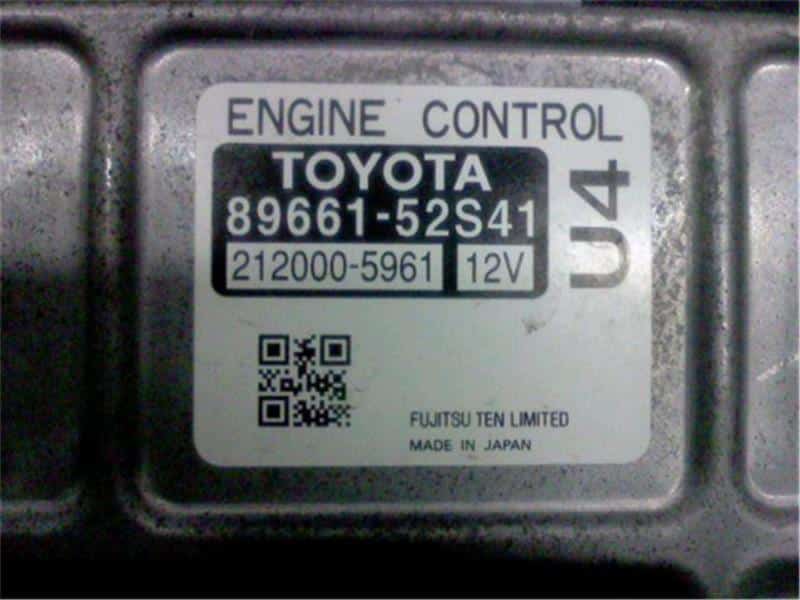 ENGINE CONTROL
TOYOTA
89661-52S41
212000-5961 12V
U4
FUJITSU TEN LIMITED
MADE IN JAPAN